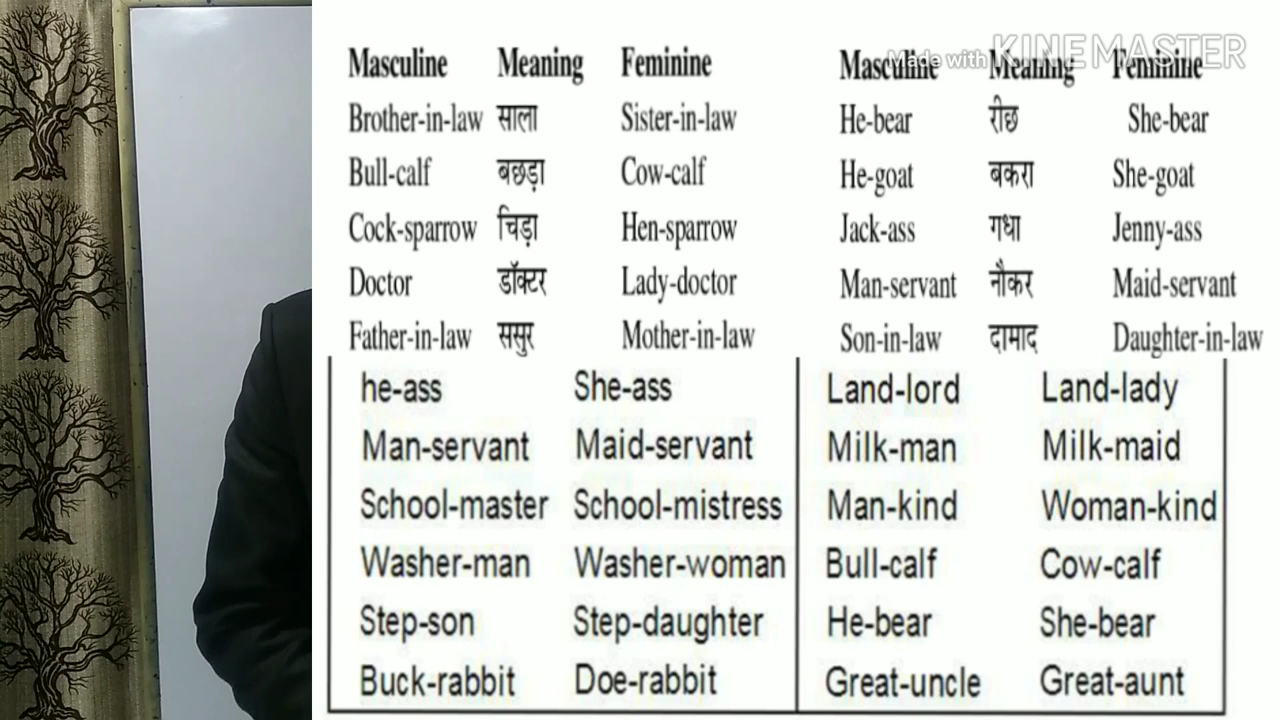 Made with KINEMASTER
Masculine Meaning Feminine Masculine Meaning Feminine
Brother-in-law साला Sister-in-law He-bear रीछ She-bear
Bull-calf बछड़ा Cow-calf He-goat बकरा She-goat
Cock-sparrow चिड़ा Hen-sparrow Jack-ass गधा Jenny-ass
Doctor डॉक्टर Lady-doctor Man-servant नौकर Maid-servant
Father-in-law ससुर Mother-in-law Son-in-law दामाद Daughter-in-law
he-ass She-ass Land-lord Land-lady
Man-servant Maid-servant Milk-man Milk-maid
School-master School-mistress Man-kind Woman-kind
Washer-man Washer-woman Bull-calf Cow-calf
Step-son Step-daughter He-bear She-bear
Buck-rabbit Doe-rabbit Great-uncle Great-aunt